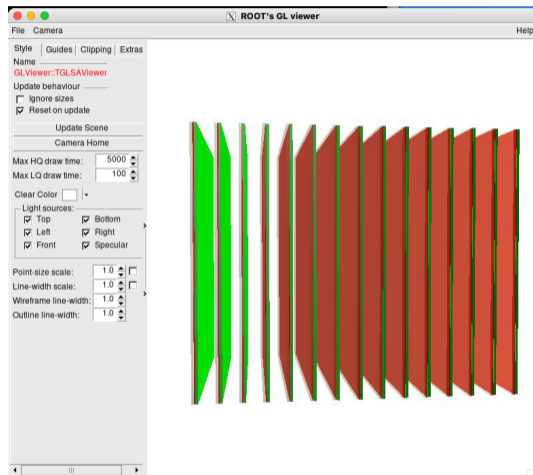 ROOT's GL viewer
File Camera Help
Style Guides Clipping Extras
Name
GLViewer::TGLSAViewer
Update behaviour
Ignore sizes
Reset on update
Update Scene
Camera Home
Max HQ draw time: 5000
Max LQ draw time: 100
Clear Color
Light sources:
Top Bottom
Left Right
Front Specular
Point-size scale: 1.0
Line-width scale: 1.0
Wireframe line-width: 1.0
Outline line-width: 1.0